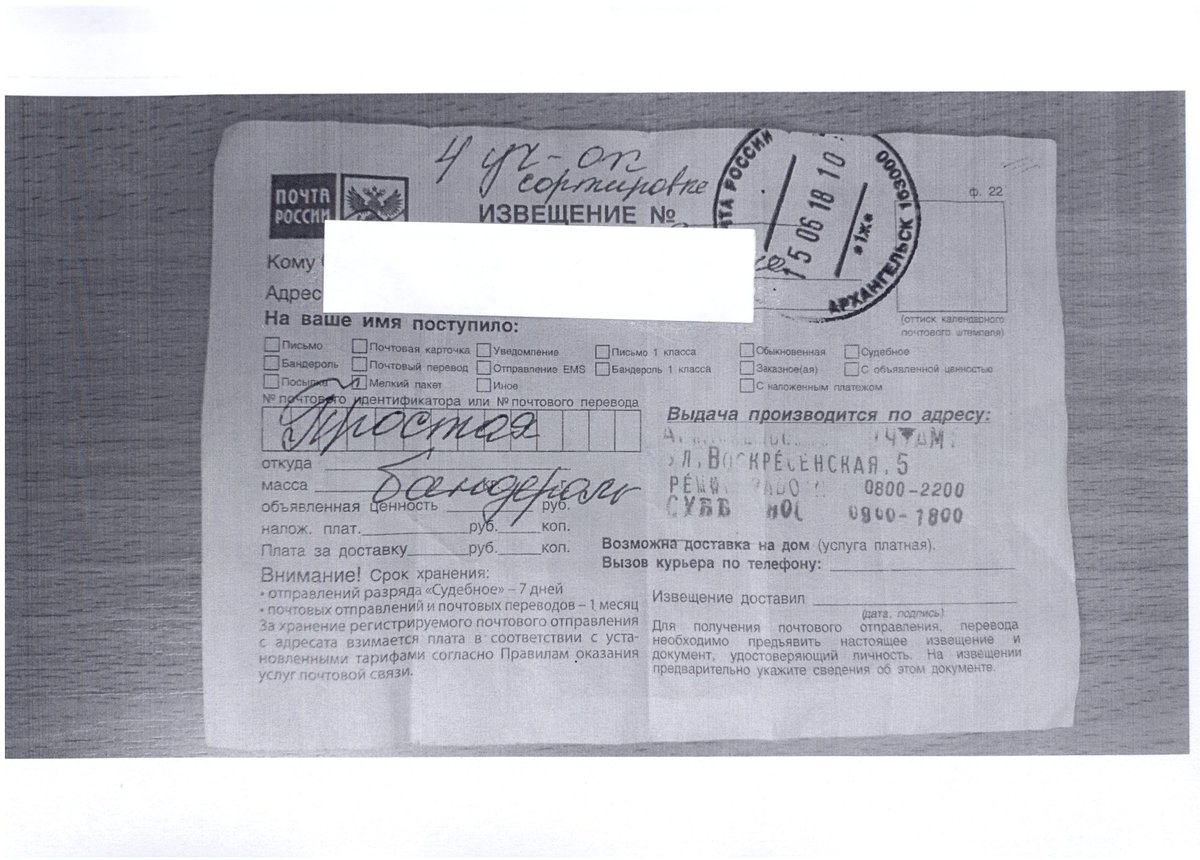 4 уч-ок
сортировке
ПОЧТА
РОССИИ
ИЗВЕЩЕНИЕ №
ПОЧТА РОССИИ
15 06 18 10
*1ж*
АРХАНГЕЛЬСК 163000
ф. 22
Кому
Адрес
(оттиск календарного
почтового штемпеля)
На ваше имя поступило:
Письмо Почтовая карточка Уведомление Письмо 1 класса Обыкновенная Судебное
Бандероль Почтовый перевод Отправление EMS Бандероль 1 класса Заказное(ая) С объявленной ценностью
Посылка Мелкий пакет Иное С наложенным платежом
№ почтового идентификатора или № почтового перевода
Простая
откуда
масса
бандероль
объявленная ценность руб.
налож. плат. руб. коп.
Плата за доставку руб. коп.
Внимание! Срок хранения:
• отправлений разряда «Судебное» – 7 дней
• почтовых отправлений и почтовых переводов – 1 месяц
За хранение регистрируемого почтового отправления
с адресата взимается плата в соответствии с уста-
новленными тарифами согласно Правилам оказания
услуг почтовой связи.
Выдача производится по адресу:
УЛ. ВОСКРЕСЕНСКАЯ, 5
0800-2200
0800-1800
Возможна доставка на дом (услуга платная).
Вызов курьера по телефону:
Извещение доставил
(дата, подпись)
Для получения почтового отправления, перевода
необходимо предъявить настоящее извещение и
документ, удостоверяющий личность. На извещении
предварительно укажите сведения об этом документе.